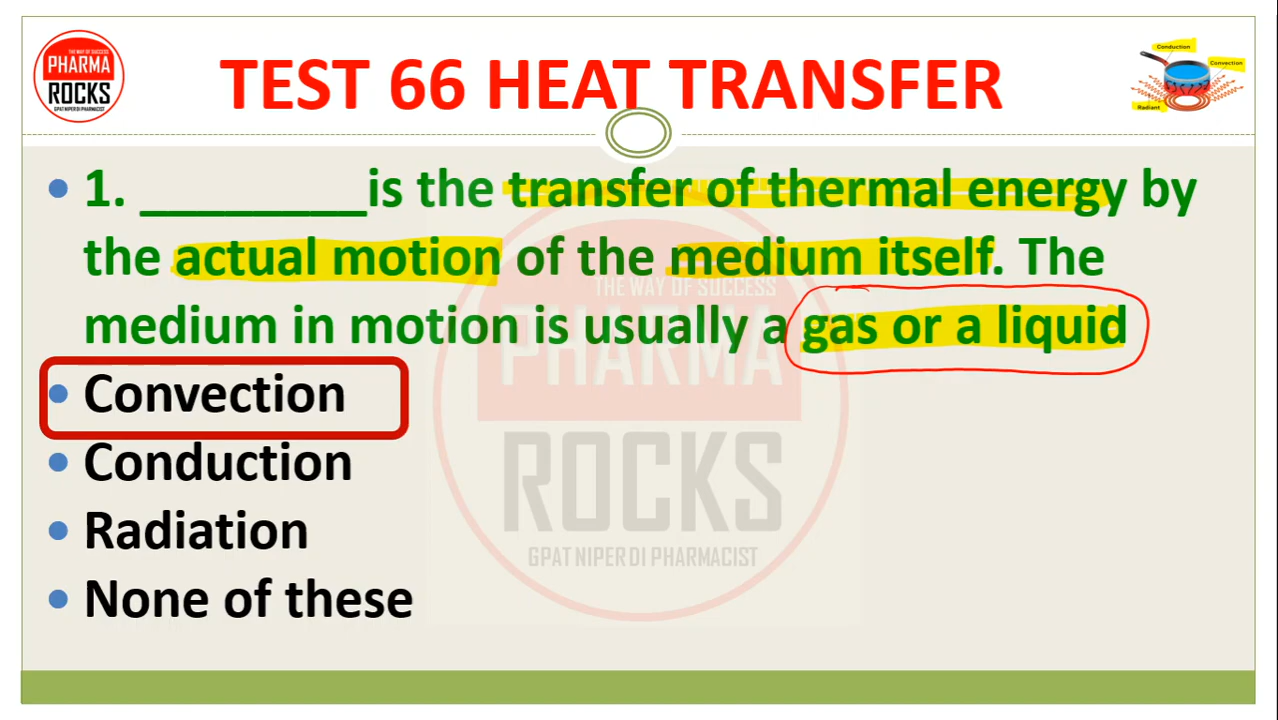 THE WAY OF SUCCESS
PHARMA
ROCKS
GPAT NIPER DI PHARMACIST
TEST 66 HEAT TRANSFER
Conduction
Convection
Radiant
• 1. ________is the transfer of thermal energy by
the actual motion of the medium itself. The
medium in motion is usually a gas or a liquid
• Convection
• Conduction
• Radiation
• None of these
THE WAY OF SUCCESS
PHARMA
ROCKS
GPAT NIPER DI PHARMACIST